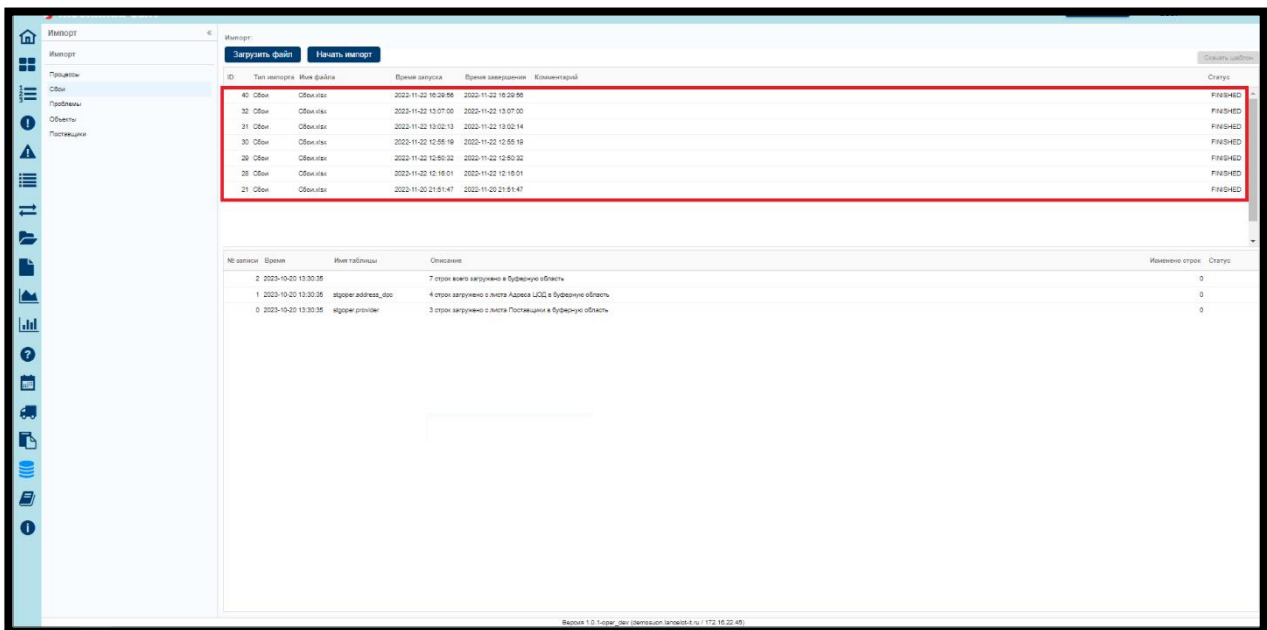 Импорт
Импорт
Процессы
Сбои
Проблемы
Объекты
Поставщики
Импорт:
Загрузить файл Начать импорт
Скачать шаблон
ID Тип импорта Имя файла Время запуска Время завершения Комментарий Статус
40 Сбои Сбои.xlsx 2022-11-22 16:29:56 2022-11-22 16:29:56 FINISHED
32 Сбои Сбои.xlsx 2022-11-22 13:07:00 2022-11-22 13:07:00 FINISHED
31 Сбои Сбои.xlsx 2022-11-22 13:02:13 2022-11-22 13:02:14 FINISHED
30 Сбои Сбои.xlsx 2022-11-22 12:55:19 2022-11-22 12:55:19 FINISHED
29 Сбои Сбои.xlsx 2022-11-22 12:50:32 2022-11-22 12:50:32 FINISHED
28 Сбои Сбои.xlsx 2022-11-22 12:16:01 2022-11-22 12:16:01 FINISHED
21 Сбои Сбои.xlsx 2022-11-20 21:51:47 2022-11-20 21:51:47 FINISHED
№ записи Время Имя таблицы Описание Изменено строк Статус
2 2023-10-20 13:30:35 7 строк всего загружено в буферную область 0
1 2023-10-20 13:30:35 stgoper.address_dpc 4 строк загружено с листа Адреса ЦОД в буферную область 0
0 2023-10-20 13:30:35 stgoper.provider 3 строк загружено с листа Поставщики в буферную область 0
Версия 1.0.1-oper_dev (demosuon.lancelot-it.ru / 172.16.22.45)